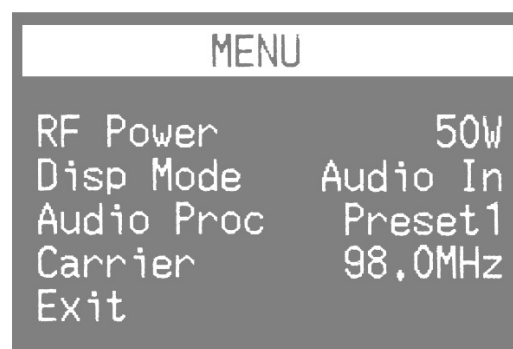 MENU
RF Power 50W
Disp Mode Audio In
Audio Proc Preset1
Carrier 98.0MHz
Exit